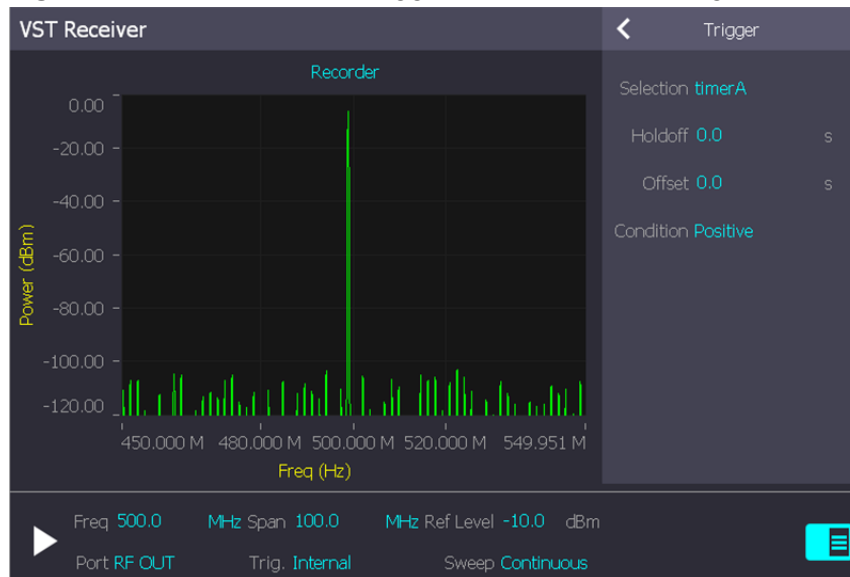 VST Receiver
Trigger
Recorder
0.00
-20.00
-40.00
-60.00
-80.00
-100.00
-120.00
Power (dBm)
450.000 M 480.000 M 500.000 M 520.000 M 549.951 M
Freq (Hz)
Selection timerA
Holdoff 0.0 s
Offset 0.0 s
Condition Positive
Freq 500.0 MHz Span 100.0 MHz Ref Level -10.0 dBm
Port RF OUT Trig. Internal Sweep Continuous